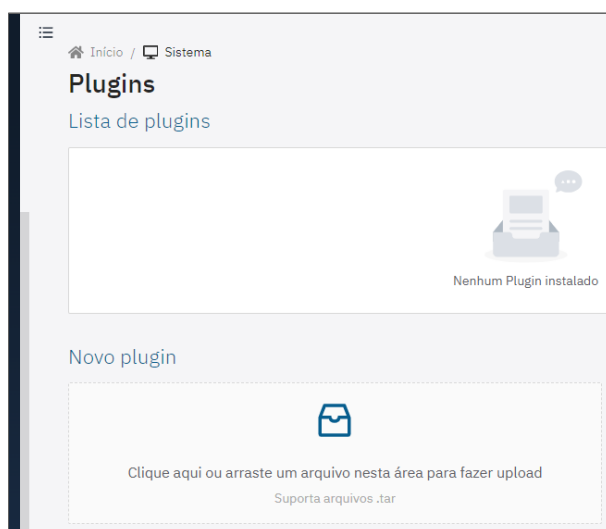 Início / Sistema
Plugins
Lista de plugins
Nenhum Plugin instalado
Novo plugin
Clique aqui ou arraste um arquivo nesta área para fazer upload
Suporta arquivos .tar